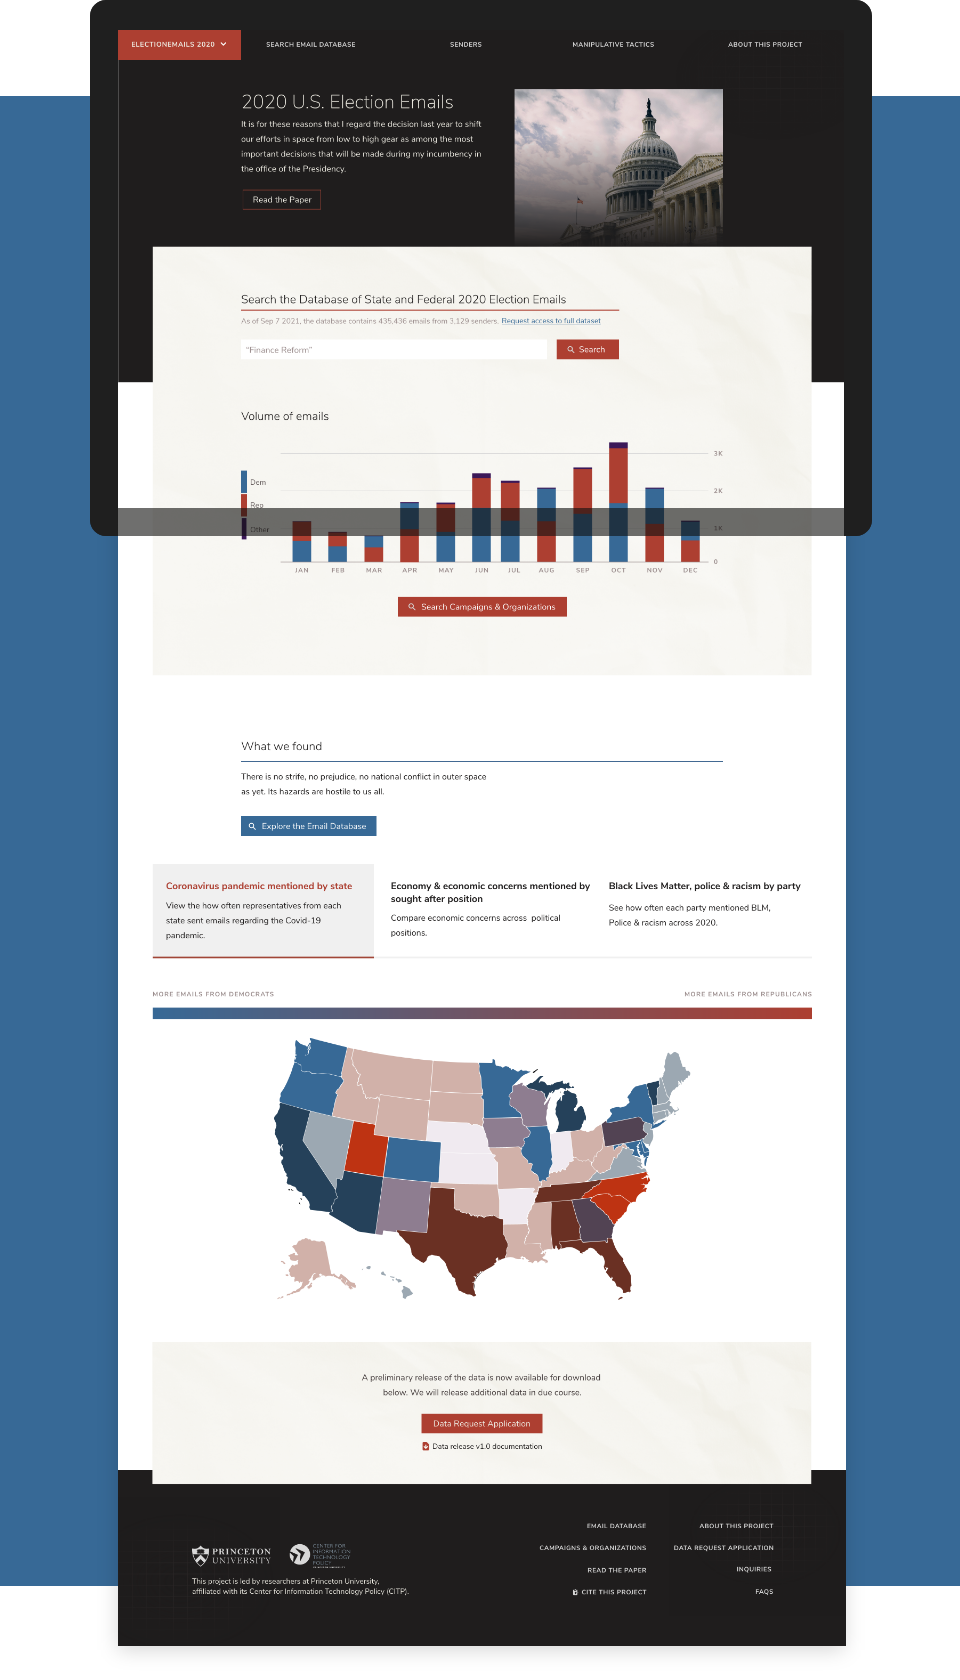 ELECTIONEMAILS 2020
SEARCH EMAIL DATABASE
SENDERS
MANIPULATIVE TACTICS
ABOUT THIS PROJECT
2020 U.S. Election Emails
It is for these reasons that I regard the decision last year to shift
our efforts in space from low to high gear as among the most
important decisions that will be made during my incumbency in
the office of the Presidency.
Read the Paper
Search the Database of State and Federal 2020 Election Emails
As of Sep 7 2021, the database contains 435,436 emails from 3,129 senders. Request access to full dataset
“Finance Reform”
Search
Volume of emails
3K
2K
1K
0
Dem
Rep
Other
JAN FEB MAR APR MAY JUN JUL AUG SEP OCT NOV DEC
Search Campaigns & Organizations
What we found
There is no strife, no prejudice, no national conflict in outer space
as yet. Its hazards are hostile to us all.
Explore the Email Database
Coronavirus pandemic mentioned by state
View the how often representatives from each
state sent emails regarding the Covid-19
pandemic.
Economy & economic concerns mentioned by
sought after position
Compare economic concerns across political
positions.
Black Lives Matter, police & racism by party
See how often each party mentioned BLM,
Police & racism across 2020.
MORE EMAILS FROM DEMOCRATS
MORE EMAILS FROM REPUBLICANS
A preliminary release of the data is now available for download
below. We will release additional data in due course.
Data Request Application
Data release v1.0 documentation
PRINCETON
UNIVERSITY
CENTER FOR
INFORMATION
TECHNOLOGY
POLICY
This project is led by researchers at Princeton University,
affiliated with its Center for Information Technology Policy (CITP).
EMAIL DATABASE
CAMPAIGNS & ORGANIZATIONS
READ THE PAPER
CITE THIS PROJECT
ABOUT THIS PROJECT
DATA REQUEST APPLICATION
INQUIRIES
FAQS